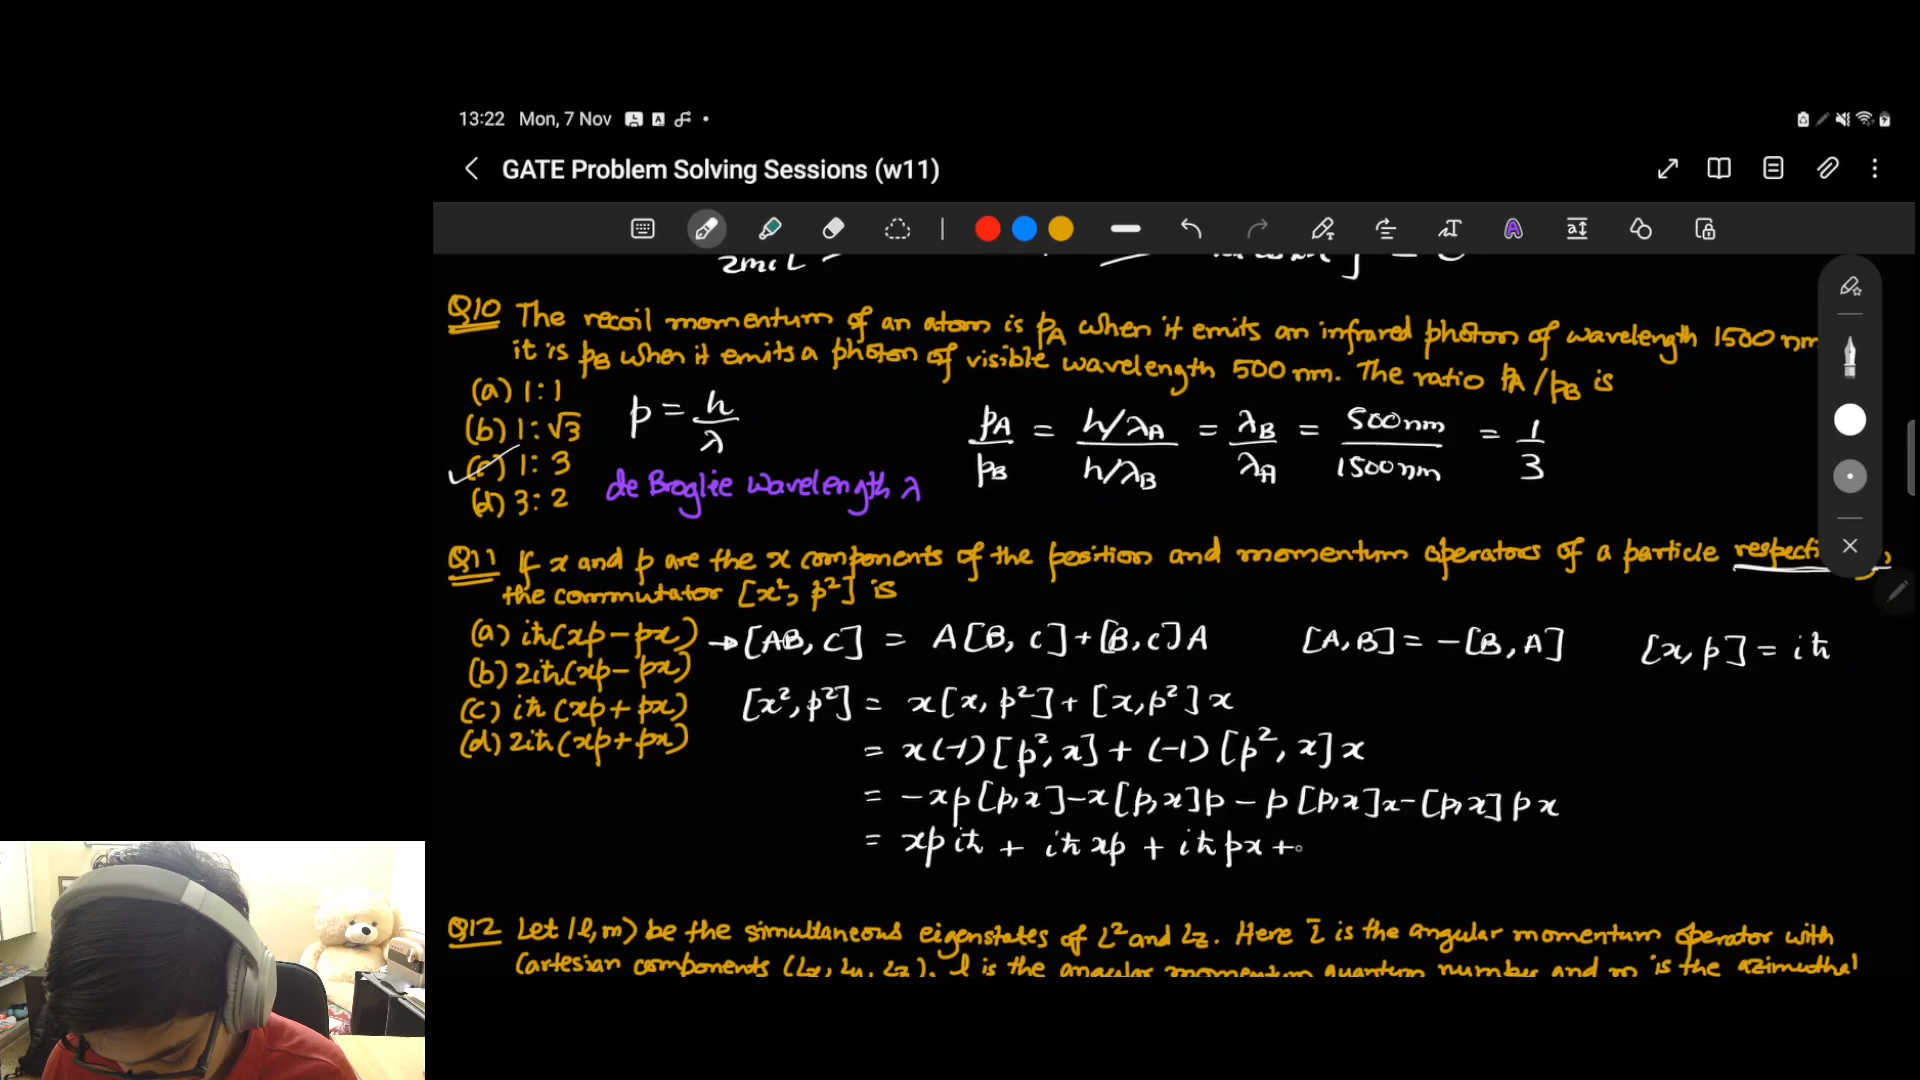 13:22 Mon, 7 Nov
GATE Problem Solving Sessions (w11)
2mcL
Q10 The recoil momentum of an atom is pA when it emits an infrared photon of wavelength 1500 nm
it is pB when it emits a photon of visible wavelength 500 nm. The ratio pA/pB is
(a) 1:1
(b) 1:√3
(c) 1: 3
(d) 3: 2
p = h/λ
de Broglie wavelength λ
pA/pB = (h/λA)/(h/λB) = λB/λA = 500nm/1500nm = 1/3
Q11 If x and p are the x components of the position and momentum operators of a particle
the commutator [x², p²] is
(a) iħ(xp-px)
(b) 2iħ(xp-px)
(c) iħ(xp+px)
(d) 2iħ(xp+px)
→[AB, C] = A[B, C]+[B,C]A [A,B]=-[B,A] [x,p]=iħ
[x²,p²] = x[x,p²]+[x,p²]x
= x(-1)[p²,x]+(-1)[p²,x]x
= -xp[p,x]-x[p,x]p-p[p,x]x-[p,x]px
= xpiħ + iħxp + iħpx +
Q12 Let |l,m⟩ be the simultaneous eigenstates of L² and Lz. Here L is the angular momentum operator with
Cartesian components (Lx, Ly, Lz), l is the angular momentum quantum number and m is the azimuthal